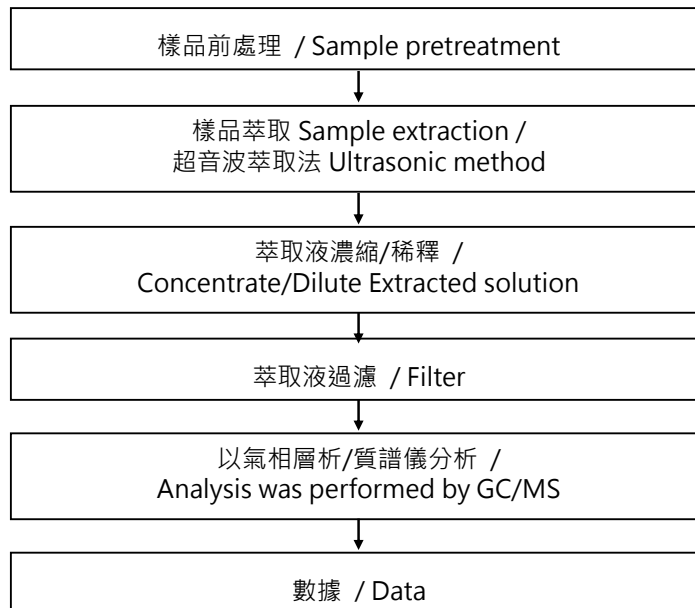 樣品前處理 / Sample pretreatment
樣品萃取 Sample extraction /
超音波萃取法 Ultrasonic method
萃取液濃縮/稀釋 /
Concentrate/Dilute Extracted solution
萃取液過濾 / Filter
以氣相層析/質譜儀分析 /
Analysis was performed by GC/MS
數據 / Data